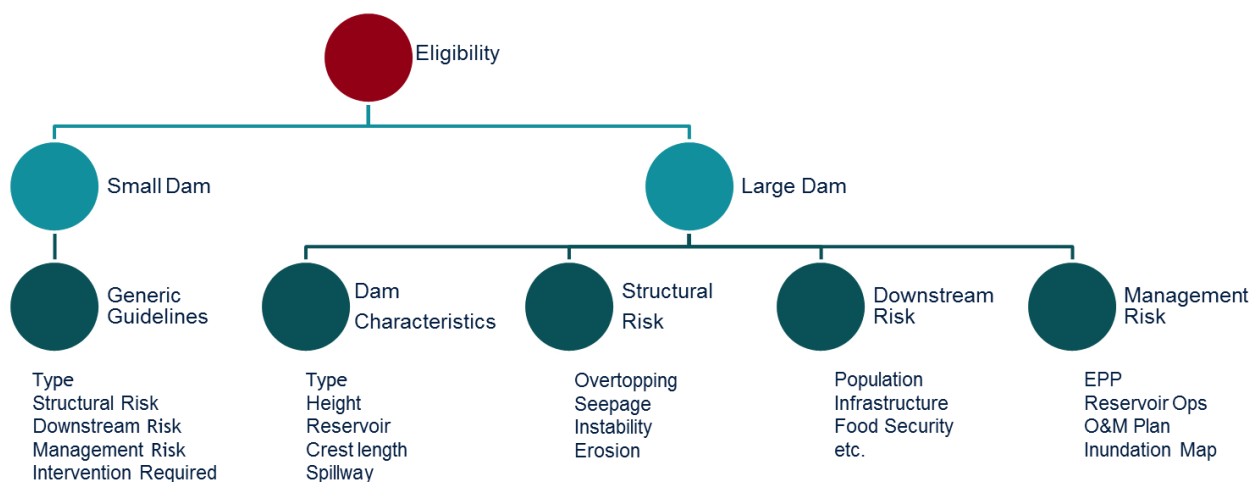 Eligibility
Small Dam
Large Dam
Generic
Guidelines
Dam
Characteristics
Structural
Risk
Downstream
Risk
Management
Risk
Type
Structural Risk
Downstream Risk
Management Risk
Intervention Required
Type
Height
Reservoir
Crest length
Spillway
Overtopping
Seepage
Instability
Erosion
Population
Infrastructure
Food Security
etc.
EPP
Reservoir Ops
O&M Plan
Inundation Map